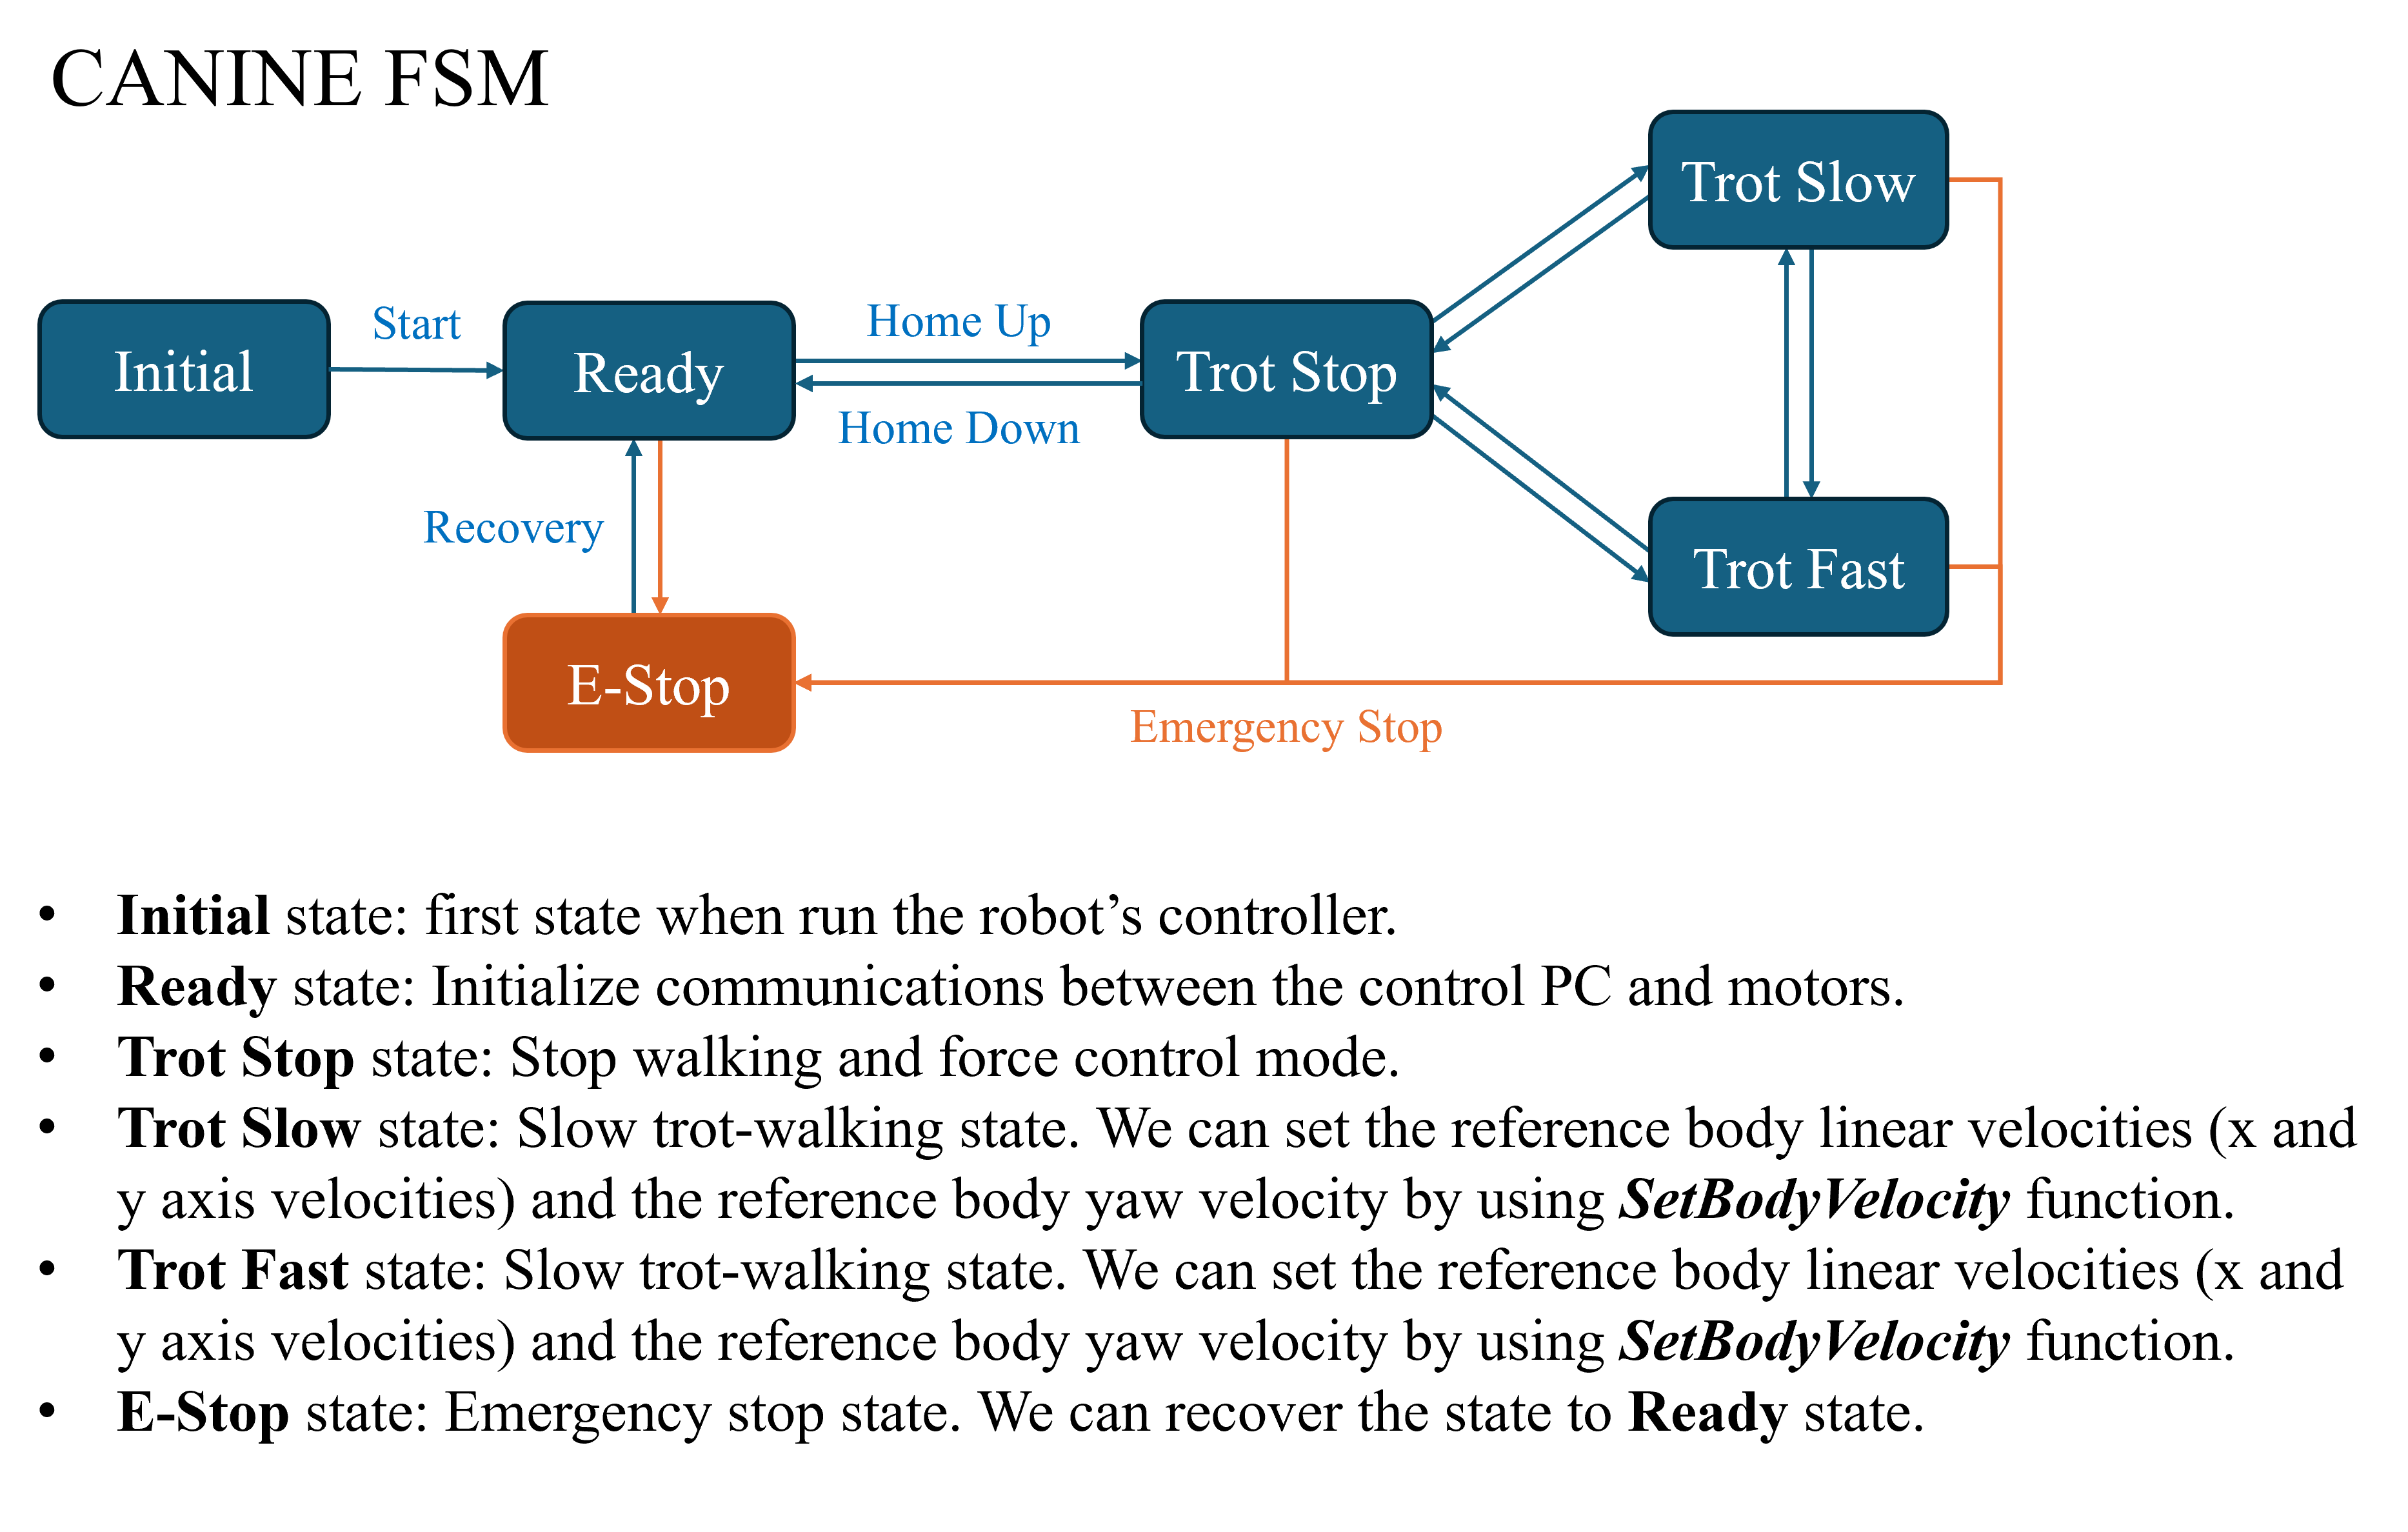 CANINE FSM
Trot Slow
Start
Home Up
Initial
Ready
Trot Stop
Home Down
Recovery
Trot Fast
E-Stop
Emergency Stop
• Initial state: first state when run the robot’s controller.
• Ready state: Initialize communications between the control PC and motors.
• Trot Stop state: Stop walking and force control mode.
• Trot Slow state: Slow trot-walking state. We can set the reference body linear velocities (x and
y axis velocities) and the reference body yaw velocity by using SetBodyVelocity function.
• Trot Fast state: Slow trot-walking state. We can set the reference body linear velocities (x and
y axis velocities) and the reference body yaw velocity by using SetBodyVelocity function.
• E-Stop state: Emergency stop state. We can recover the state to Ready state.